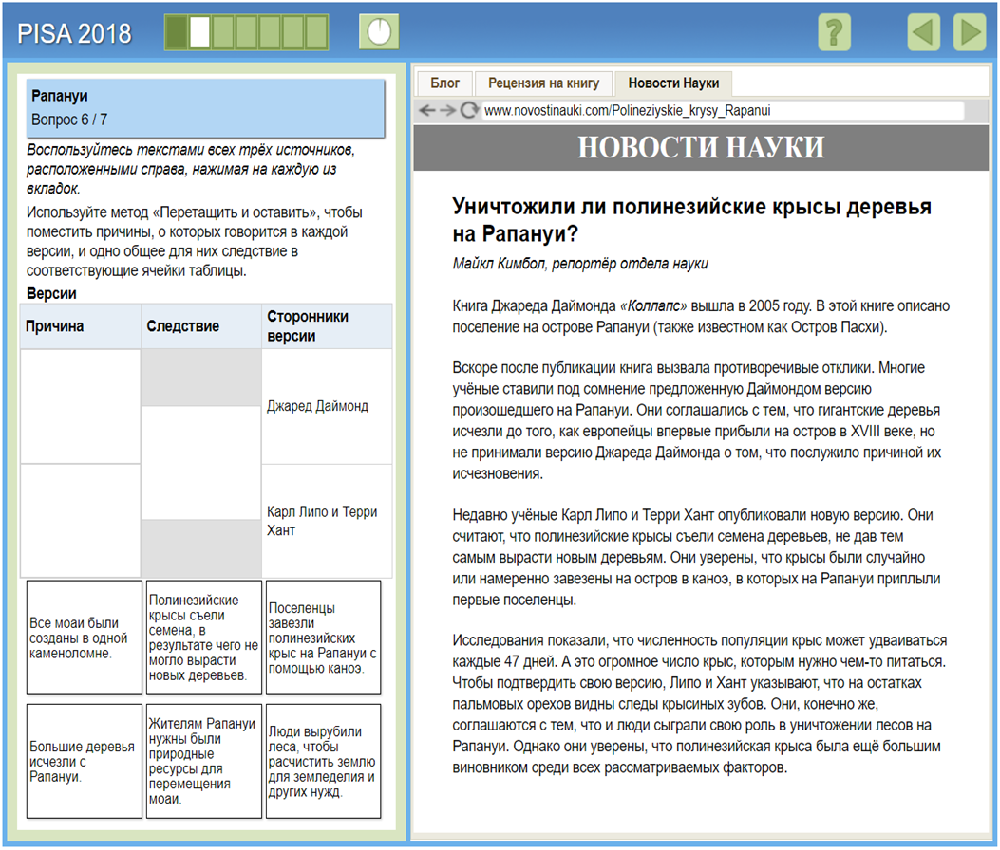 PISA 2018
?
Рапануи
Вопрос 6 / 7
Воспользуйтесь текстами всех трёх источников,
расположенными справа, нажимая на каждую из
вкладок.
Используйте метод «Перетащить и оставить», чтобы
поместить причины, о которых говорится в каждой
версии, и одно общее для них следствие в
соответствующие ячейки таблицы.
Версии
Причина
Следствие
Сторонники
версии
Джаред Даймонд
Карл Липо и Терри
Хант
Все моаи были
созданы в одной
каменоломне.
Полинезийские
крысы съели
семена, в
результате чего не
могло вырасти
новых деревьев.
Поселенцы
завезли
полинезийских
крыс на Рапануи с
помощью каноэ.
Большие деревья
исчезли с
Рапануи.
Жителям Рапануи
нужны были
природные
ресурсы для
перемещения
моаи.
Люди вырубили
леса, чтобы
расчистить землю
для земледелия и
других нужд.
Блог
Рецензия на книгу
Новости Науки
www.novostinauki.com/Polineziyskie_krysy_Rapanui
НОВОСТИ НАУКИ
Уничтожили ли полинезийские крысы деревья
на Рапануи?
Майкл Кимбол, репортёр отдела науки
Книга Джареда Даймонда «Коллапс» вышла в 2005 году. В этой книге описано
поселение на острове Рапануи (также известном как Остров Пасхи).
Вскоре после публикации книга вызвала противоречивые отклики. Многие
учёные ставили под сомнение предложенную Даймондом версию
произошедшего на Рапануи. Они соглашались с тем, что гигантские деревья
исчезли до того, как европейцы впервые прибыли на остров в XVIII веке, но
не принимали версию Джареда Даймонда о том, что послужило причиной их
исчезновения.
Недавно учёные Карл Липо и Терри Хант опубликовали новую версию. Они
считают, что полинезийские крысы съели семена деревьев, не дав тем
самым вырасти новым деревьям. Они уверены, что крысы были случайно
или намеренно завезены на остров в каноэ, в которых на Рапануи приплыли
первые поселенцы.
Исследования показали, что численность популяции крыс может удваиваться
каждые 47 дней. А это огромное число крыс, которым нужно чем-то питаться.
Чтобы подтвердить свою версию, Липо и Хант указывают, что на остатках
пальмовых орехов видны следы крысиных зубов. Они, конечно же,
соглашаются с тем, что и люди сыграли свою роль в уничтожении лесов на
Рапануи. Однако они уверены, что полинезийская крыса была ещё большим
виновником среди всех рассматриваемых факторов.